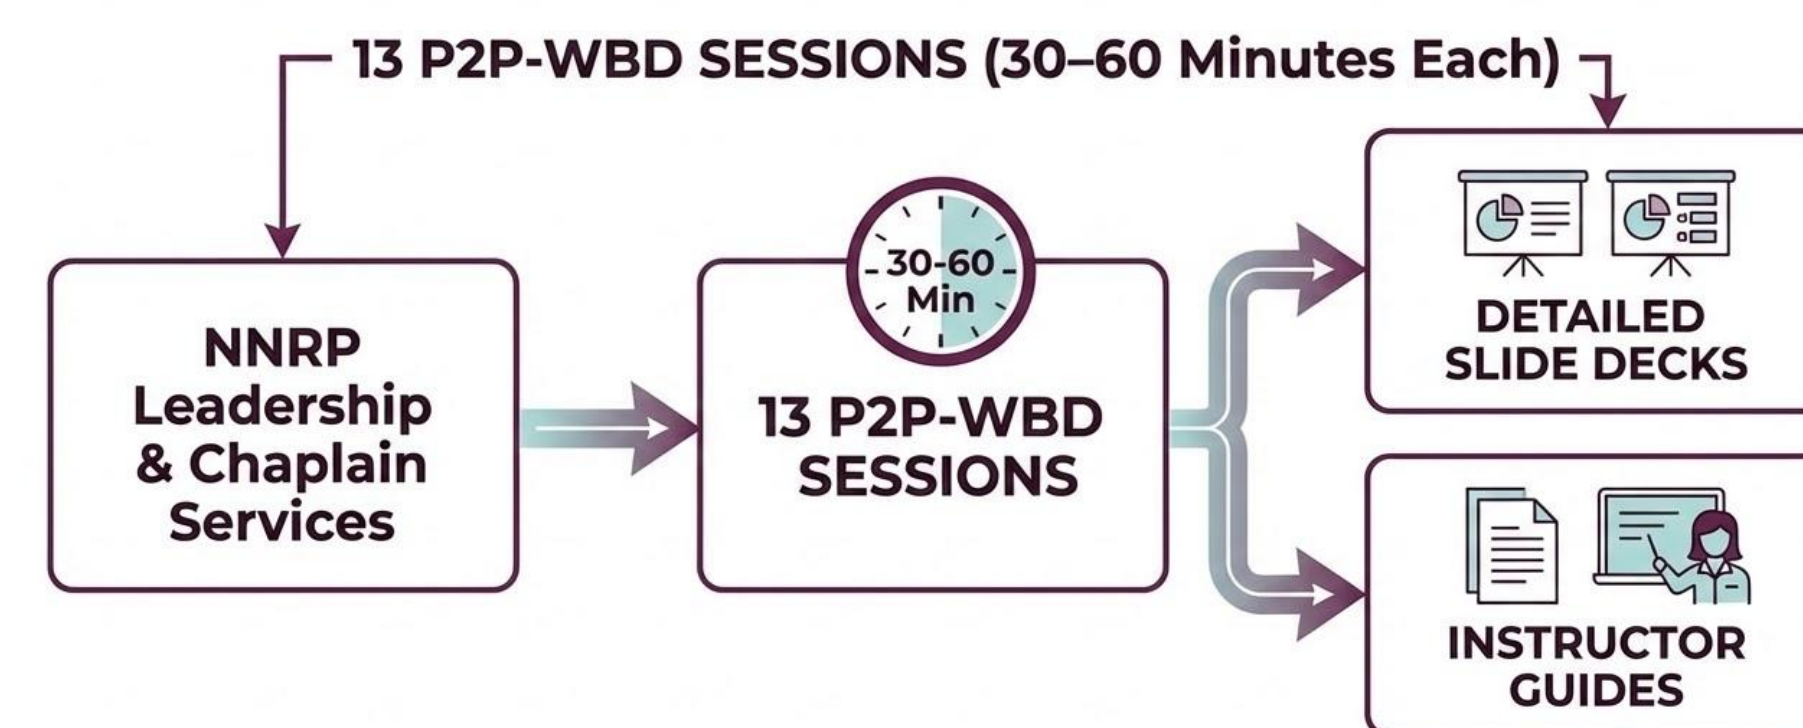 13 P2P-WBD SESSIONS (30–60 Minutes Each)
NNRP
Leadership
& Chaplain
Services
30-60
Min
13 P2P-WBD
SESSIONS
DETAILED
SLIDE DECKS
INSTRUCTOR
GUIDES